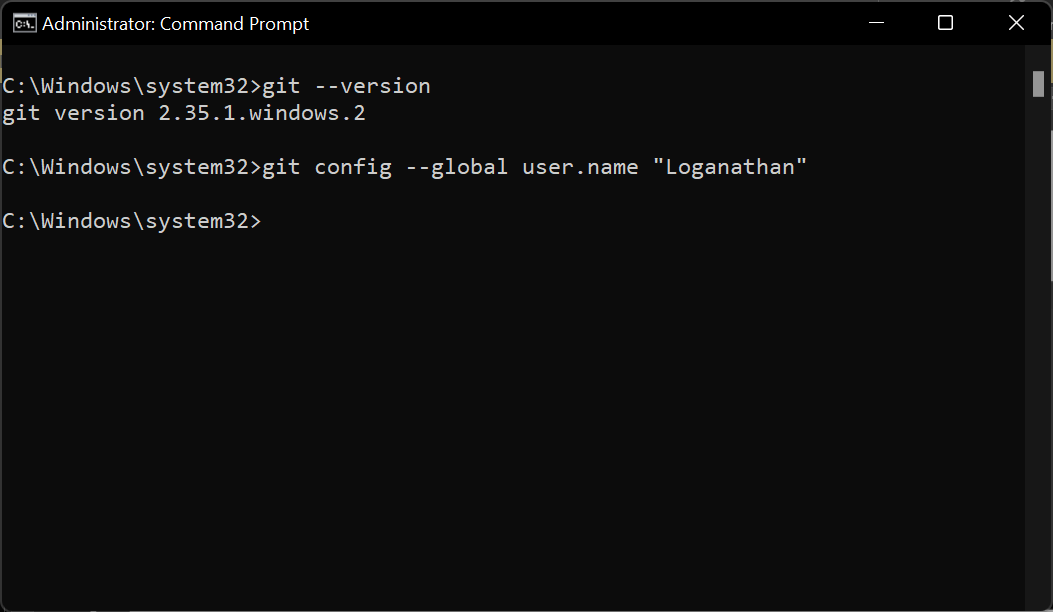 Administrator: Command Prompt
C:\Windows\system32>git --version
git version 2.35.1.windows.2
C:\Windows\system32>git config --global user.name "Loganathan"
C:\Windows\system32>